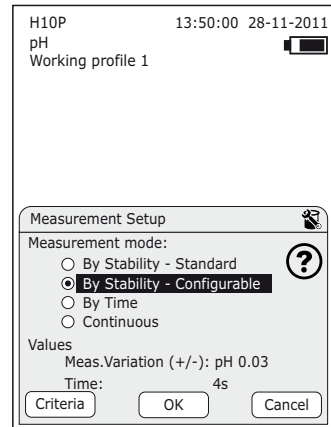 H10P 13:50:00 28-11-2011
pH
Working profile 1
Measurement Setup
Measurement mode:
By Stability - Standard
By Stability - Configurable
By Time
Continuous
Values
Meas.Variation (+/-): pH 0.03
Time: 4s
Criteria OK Cancel
?